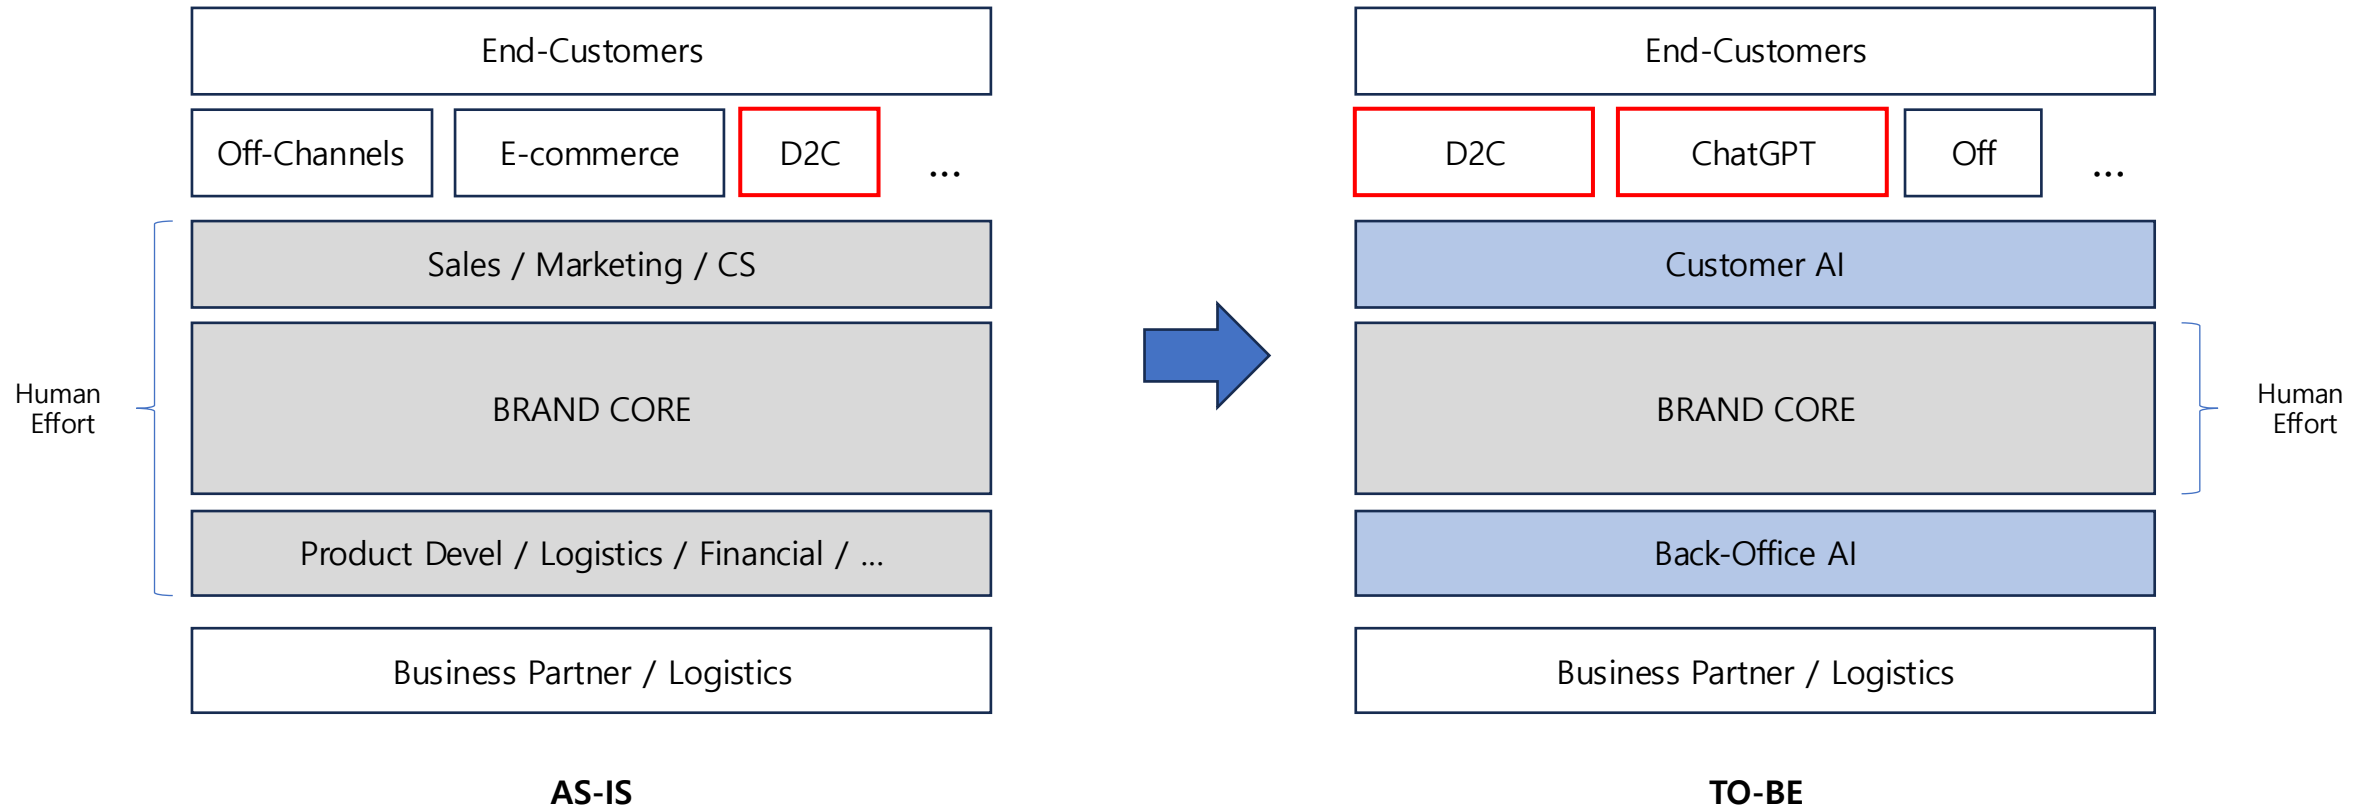 End-Customers
Off-Channels
E-commerce
D2C
...
Sales / Marketing / CS
BRAND CORE
Human
Effort
Product Devel / Logistics / Financial / ...
Business Partner / Logistics
AS-IS
End-Customers
D2C
ChatGPT
Off
...
Customer AI
BRAND CORE
Human
Effort
Back-Office AI
Business Partner / Logistics
TO-BE